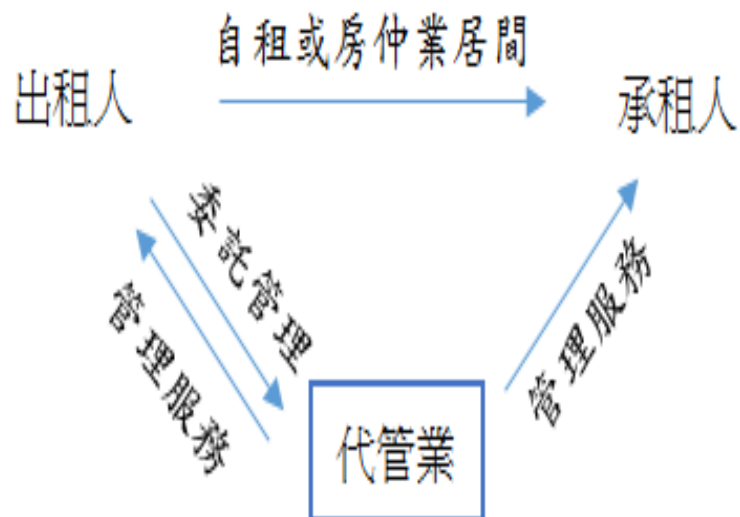 自租或房仲業居間
出租人
承租人
委託管理
管理服務
管理服務
代管業